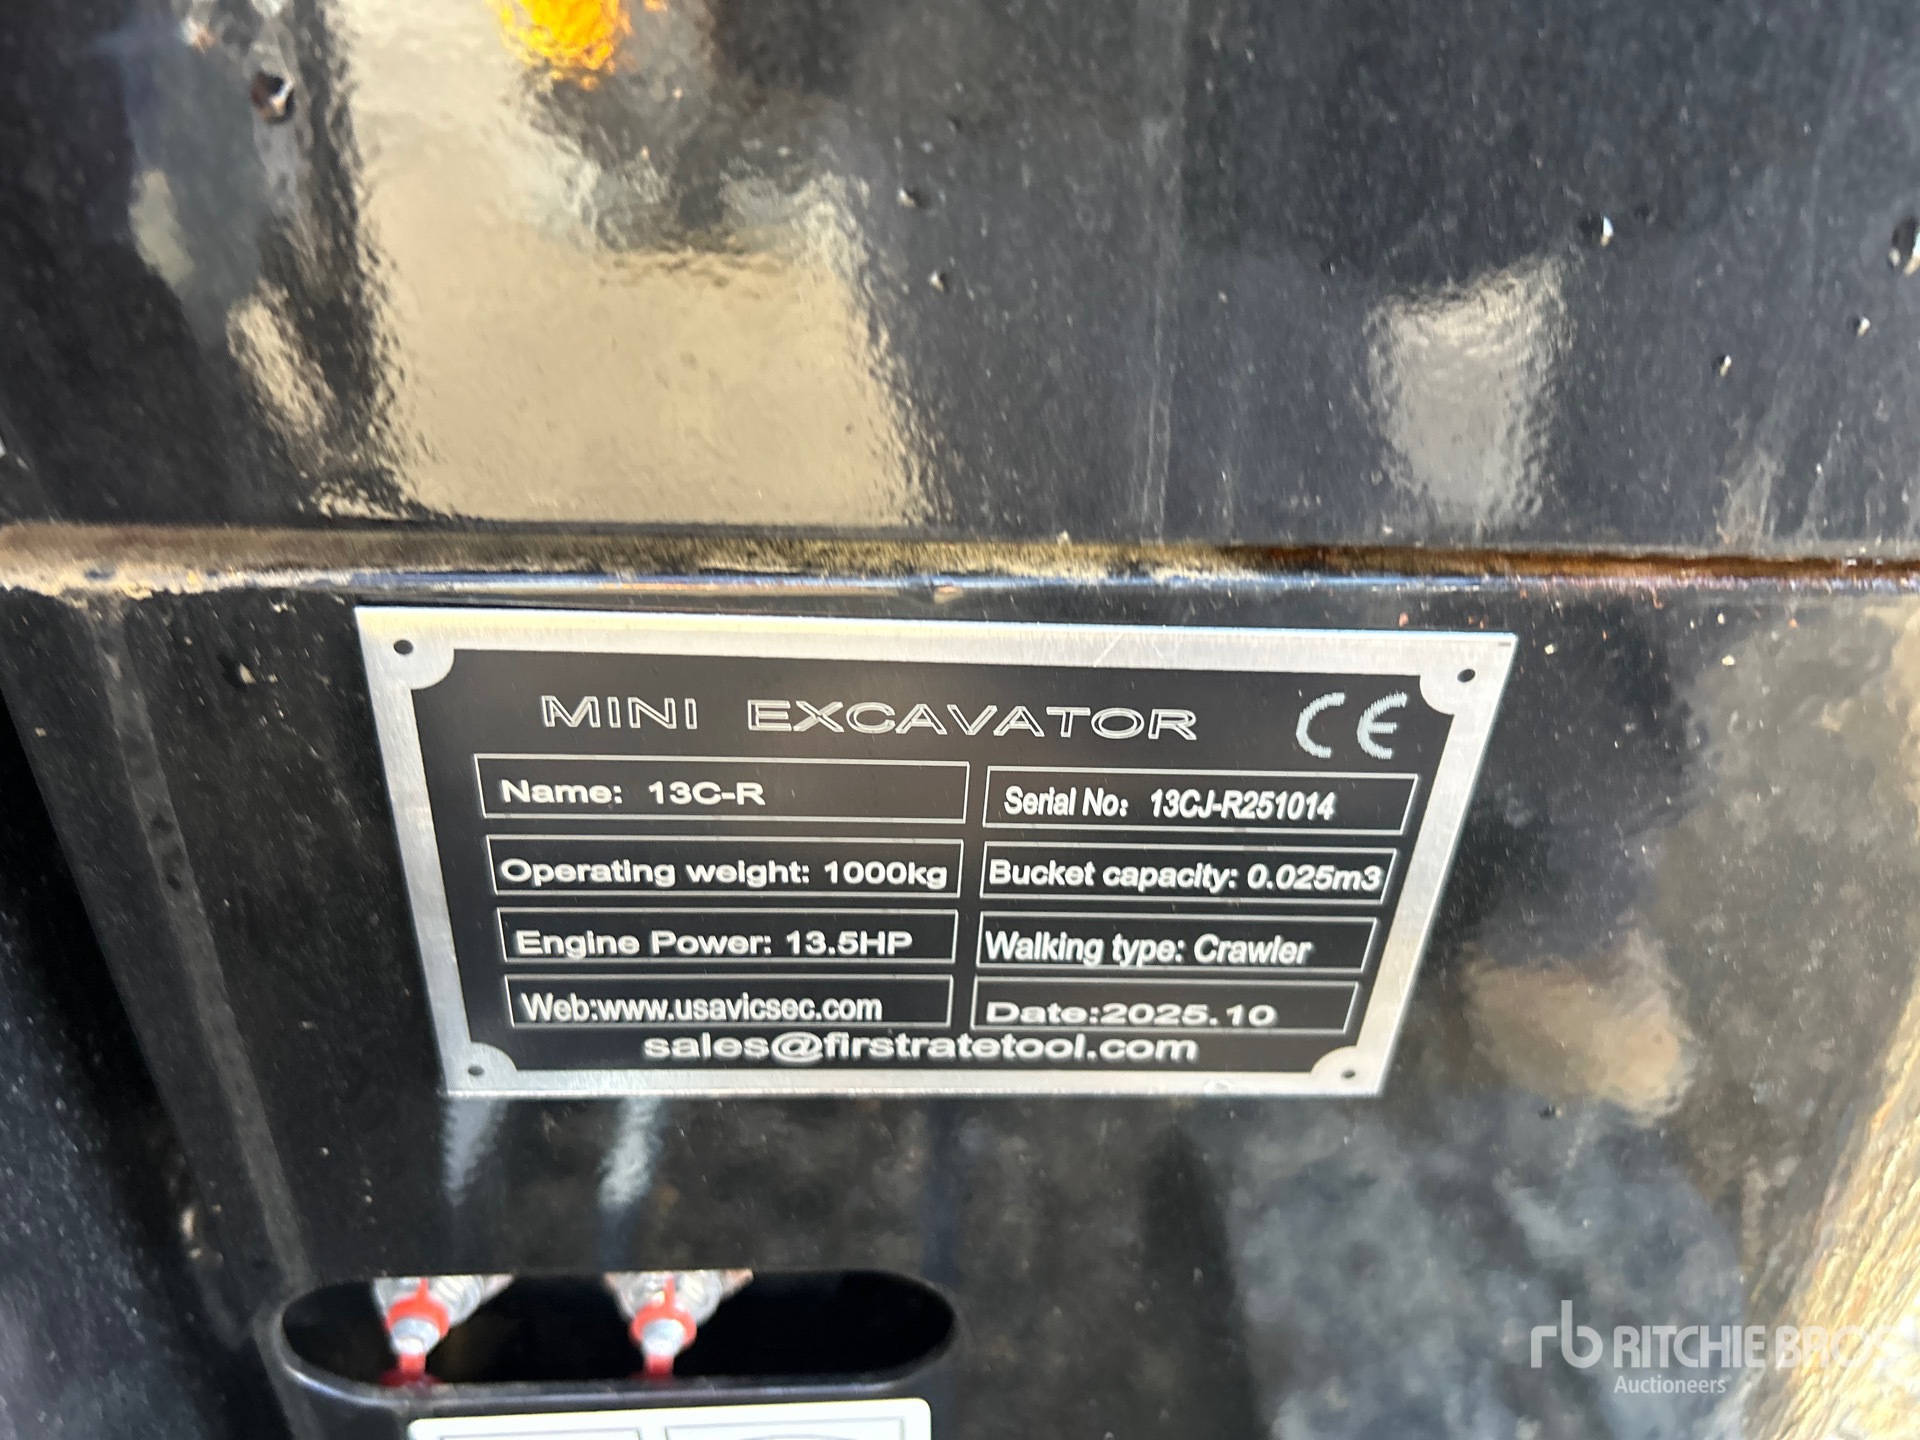 MINI EXCAVATOR CE
Name: 13C-R
Serial No: 13CJ-R251014
Operating weight: 1000kg
Bucket capacity: 0.025m3
Engine Power: 13.5HP
Walking type: Crawler
Web:www.usavicsec.com
Date:2025.10
sales@firstratetool.com
rb RITCHIE BROS
Auctioneers